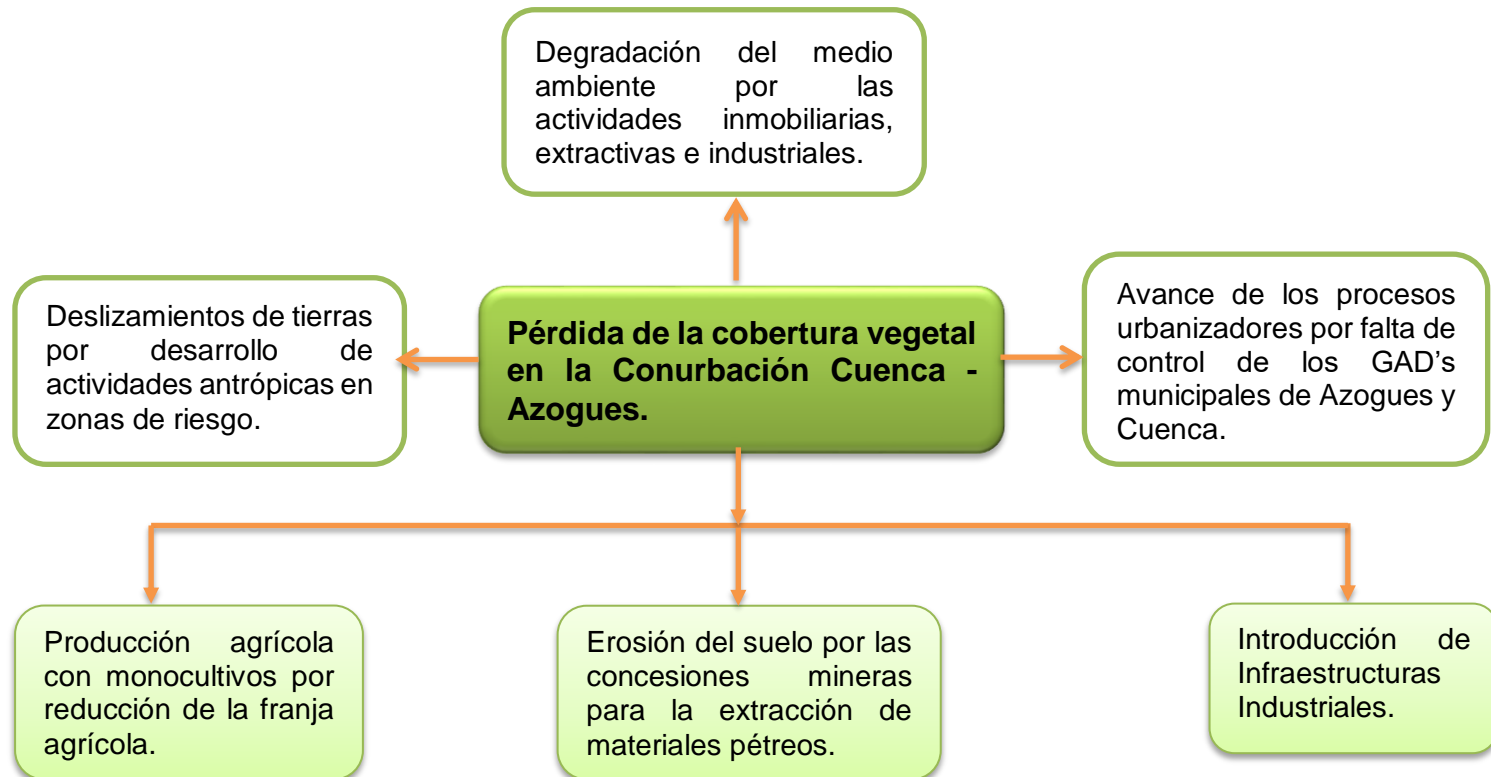 Degradación del medio
ambiente por las
actividades inmobiliarias,
extractivas e industriales.
Deslizamientos de tierras
por desarrollo de
actividades antrópicas en
zonas de riesgo.
Pérdida de la cobertura vegetal
en la Conurbación Cuenca -
Azogues.
Avance de los procesos
urbanizadores por falta de
control de los GAD’s
municipales de Azogues y
Cuenca.
Producción agrícola
con monocultivos por
reducción de la franja
agrícola.
Erosión del suelo por las
concesiones mineras
para la extracción de
materiales pétreos.
Introducción de
Infraestructuras
Industriales.